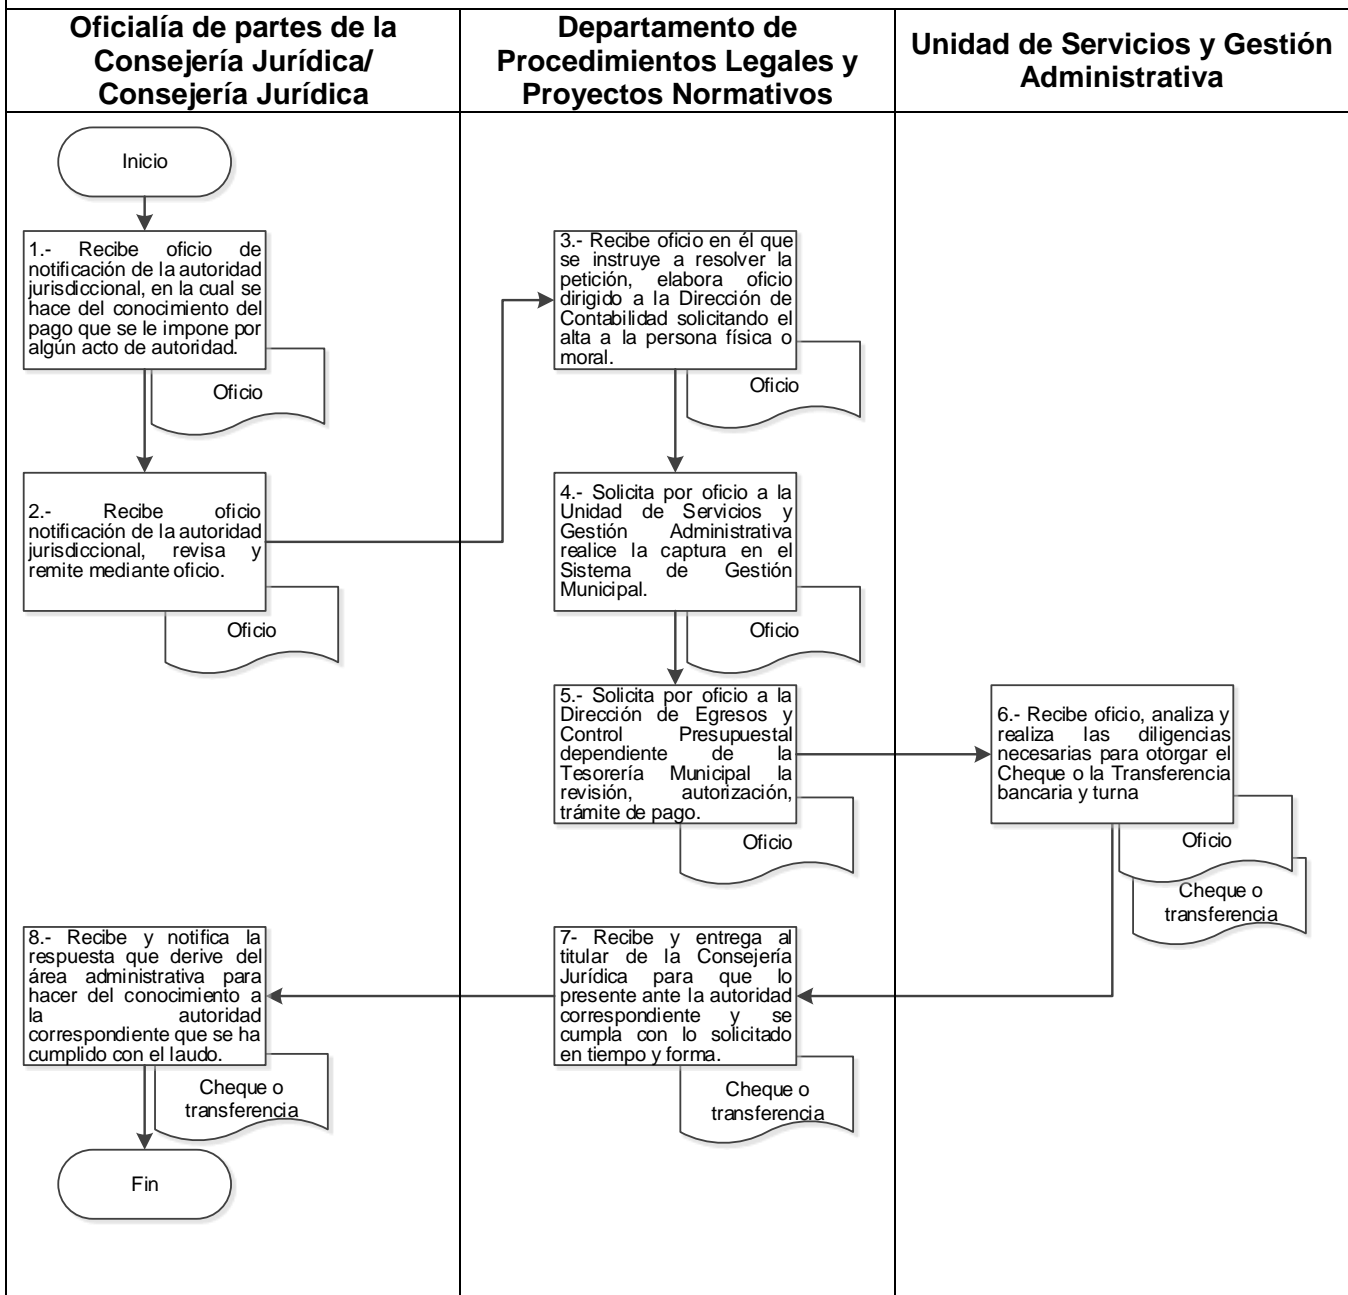 Oficialía de partes de la
Consejería Jurídica/
Consejería Jurídica
Departamento de
Procedimientos Legales y
Proyectos Normativos
Unidad de Servicios y Gestión
Administrativa
Inicio
1.- Recibe oficio de
notificación de la autoridad
jurisdiccional, en la cual se
hace del conocimiento del
pago que se le impone por
algún acto de autoridad.
Oficio
2.- Recibe oficio
notificación de la autoridad
jurisdiccional, revisa y
remite mediante oficio.
Oficio
3.- Recibe oficio en él que
se instruye a resolver la
petición, elabora oficio
dirigido a la Dirección de
Contabilidad solicitando el
alta a la persona física o
moral.
Oficio
4.- Solicita por oficio a la
Unidad de Servicios y
Gestión Administrativa
realice la captura en el
Sistema de Gestión
Municipal.
Oficio
5.- Solicita por oficio a la
Dirección de Egresos y
Control Presupuestal
dependiente de la
Tesorería Municipal la
revisión, autorización,
trámite de pago.
Oficio
6.- Recibe oficio, analiza y
realiza las diligencias
necesarias para otorgar el
Cheque o la Transferencia
bancaria y turna
Oficio
Cheque o
transferencia
7- Recibe y entrega al
titular de la Consejería
Jurídica para que lo
presente ante la autoridad
correspondiente y se
cumpla con lo solicitado
en tiempo y forma.
Cheque o
transferencia
8.- Recibe y notifica la
respuesta que derive del
área administrativa para
hacer del conocimiento a
la autoridad
correspondiente que se ha
cumplido con el laudo.
Cheque o
transferencia
Fin